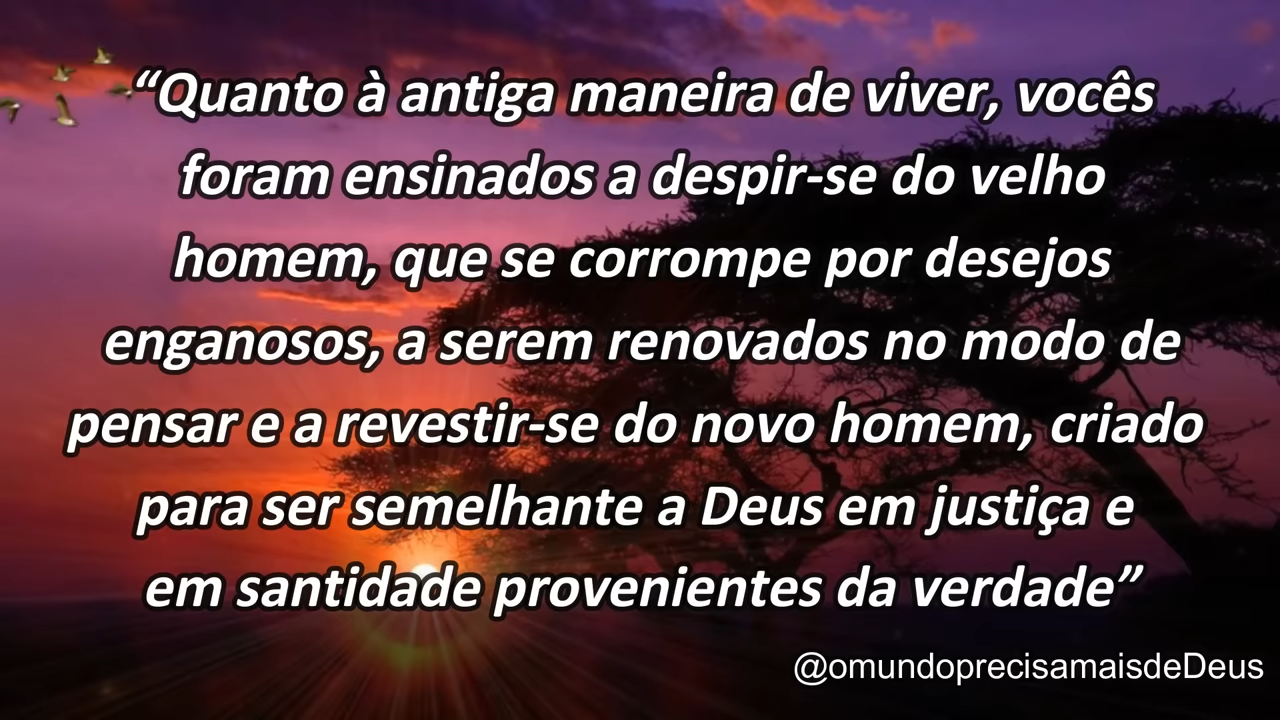 “Quanto à antiga maneira de viver, vocês
foram ensinados a despir-se do velho
homem, que se corrompe por desejos
enganosos, a serem renovados no modo de
pensar e a revestir-se do novo homem, criado
para ser semelhante a Deus em justiça e
em santidade provenientes da verdade”
@omundoprecisamaisdeDeus